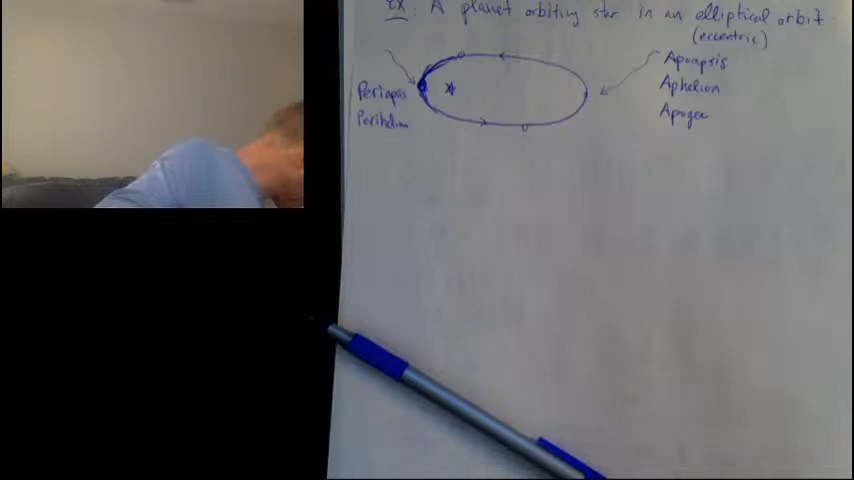 EX: A planet orbiting star in an elliptical orbit.
(eccentric)
Apoapsis
Periapsis
Aphelion
Perihelion
Apogee